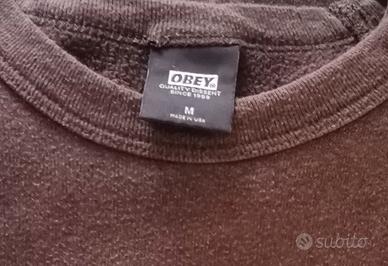 OBEY
QUALITY DISSENT
SINCE 1989
M
MADE IN USA
subito